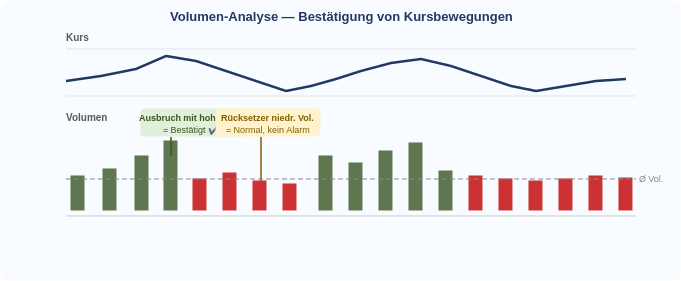 Volumen-Analyse — Bestätigung von Kursbewegungen
Kurs
Volumen
Ausbruch mit hoh
= Bestätigt ✔
Rücksetzer niedr. Vol.
= Normal, kein Alarm
Ø Vol.